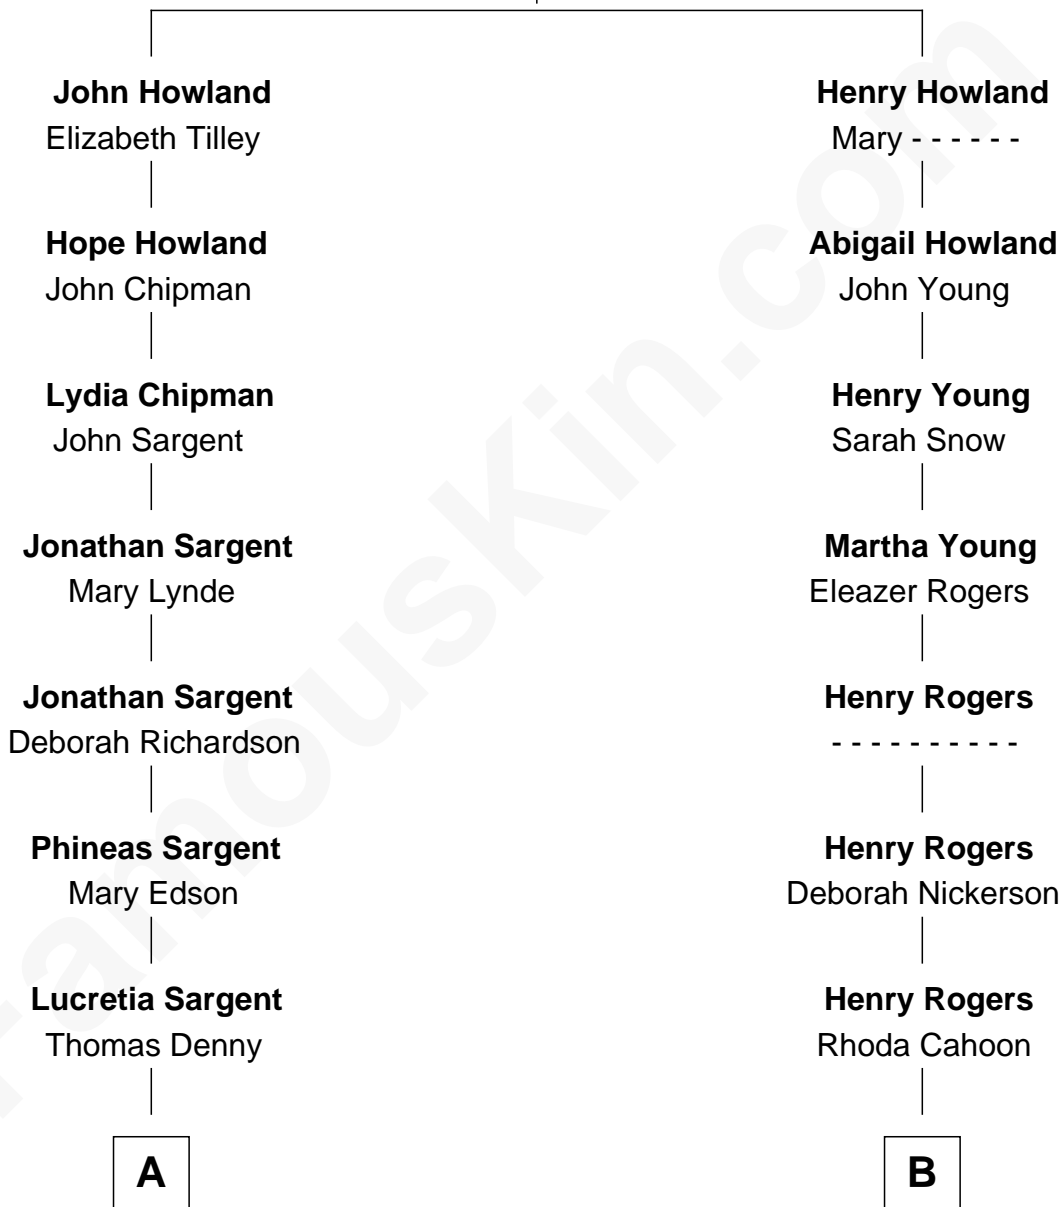 John Howland
Elizabeth Tilley
Henry Howland
Mary - - - - - -
Hope Howland
John Chipman
Abigail Howland
John Young
Lydia Chipman
John Sargent
Henry Young
Sarah Snow
Jonathan Sargent
Mary Lynde
Martha Young
Eleazer Rogers
Jonathan Sargent
Deborah Richardson
Henry Rogers
- - - - - - - - - -
Phineas Sargent
Mary Edson
Henry Rogers
Deborah Nickerson
Lucretia Sargent
Thomas Denny
Henry Rogers
Rhoda Cahoon
A
B
FamousKin.com